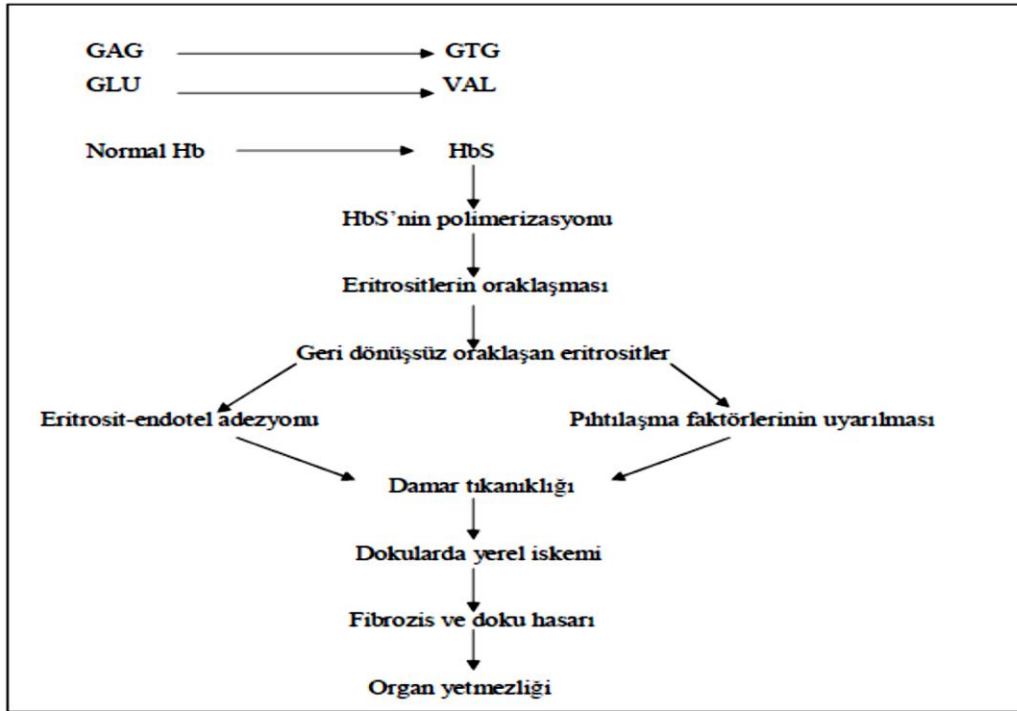 GAG GTG
GLU VAL
Normal Hb HbS
HbS'nin polimerizasyonu
Eritrositlerin oraklaşması
Geri dönüşsüz oraklaşan eritrositler
Eritrosit-endotel adezyonu Pıhtılaşma faktörlerinin uyarılması
Damar tıkanıklığı
Dokularda yerel iskemi
Fibrozis ve doku hasarı
Organ yetmezliği